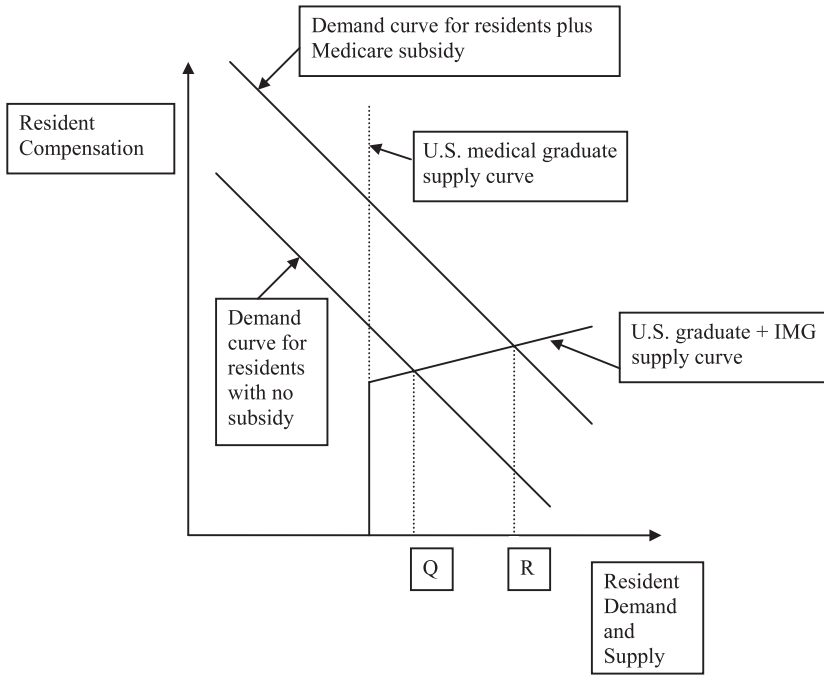 Demand curve for residents plus
Medicare subsidy
Resident
Compensation
U.S. medical graduate
supply curve
Demand
curve for
residents
with no
subsidy
U.S. graduate + IMG
supply curve
Q
R
Resident
Demand
and
Supply